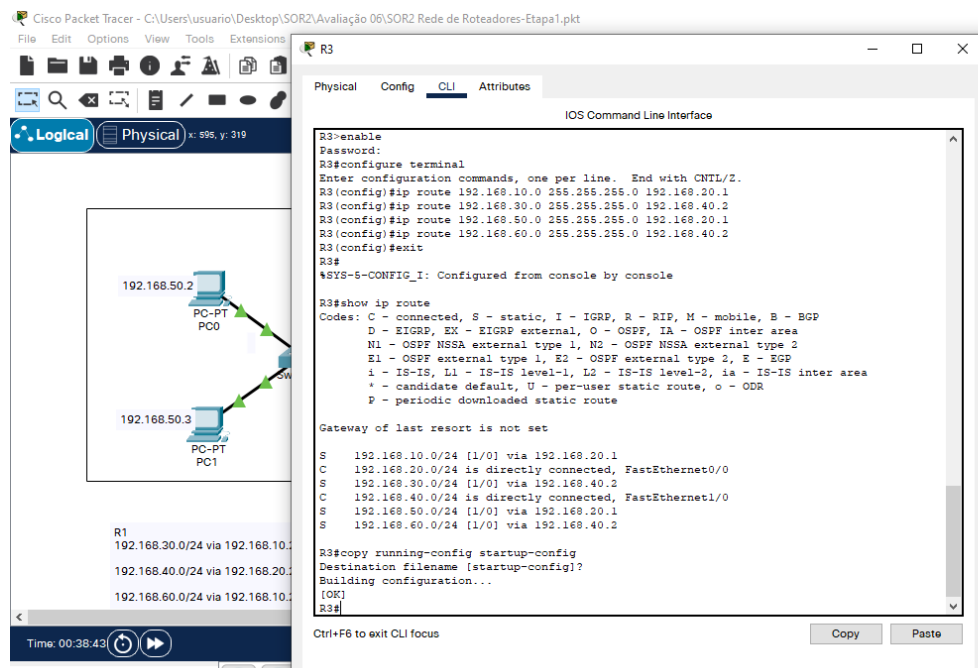 Cisco Packet Tracer - C:\Users\usuario\Desktop\SOR2\Avaliação 06\SOR2 Rede de Roteadores-Etapa1.pkt
File Edit Options View Tools Extensions
Logical
Physical x: 595, y: 319
192.168.50.2
PC-PT
PC0
Sw
192.168.50.3
PC-PT
PC1
R1
192.168.30.0/24 via 192.168.10.
192.168.40.0/24 via 192.168.20.
192.168.60.0/24 via 192.168.10.
Time: 00:38:43
R3
Physical Config CLI Attributes
IOS Command Line Interface
R3>enable
Password:
R3#configure terminal
Enter configuration commands, one per line. End with CNTL/Z.
R3(config)#ip route 192.168.10.0 255.255.255.0 192.168.20.1
R3(config)#ip route 192.168.30.0 255.255.255.0 192.168.40.2
R3(config)#ip route 192.168.50.0 255.255.255.0 192.168.20.1
R3(config)#ip route 192.168.60.0 255.255.255.0 192.168.40.2
R3(config)#exit
R3#
%SYS-5-CONFIG_I: Configured from console by console
R3#show ip route
Codes: C - connected, S - static, I - IGRP, R - RIP, M - mobile, B - BGP
D - EIGRP, EX - EIGRP external, O - OSPF, IA - OSPF inter area
N1 - OSPF NSSA external type 1, N2 - OSPF NSSA external type 2
E1 - OSPF external type 1, E2 - OSPF external type 2, E - EGP
i - IS-IS, L1 - IS-IS level-1, L2 - IS-IS level-2, ia - IS-IS inter area
* - candidate default, U - per-user static route, o - ODR
P - periodic downloaded static route
Gateway of last resort is not set
S 192.168.10.0/24 [1/0] via 192.168.20.1
C 192.168.20.0/24 is directly connected, FastEthernet0/0
S 192.168.30.0/24 [1/0] via 192.168.40.2
C 192.168.40.0/24 is directly connected, FastEthernet1/0
S 192.168.50.0/24 [1/0] via 192.168.20.1
S 192.168.60.0/24 [1/0] via 192.168.40.2
R3#copy running-config startup-config
Destination filename [startup-config]?
Building configuration...
[OK]
R3#
Ctrl+F6 to exit CLI focus
Copy
Paste